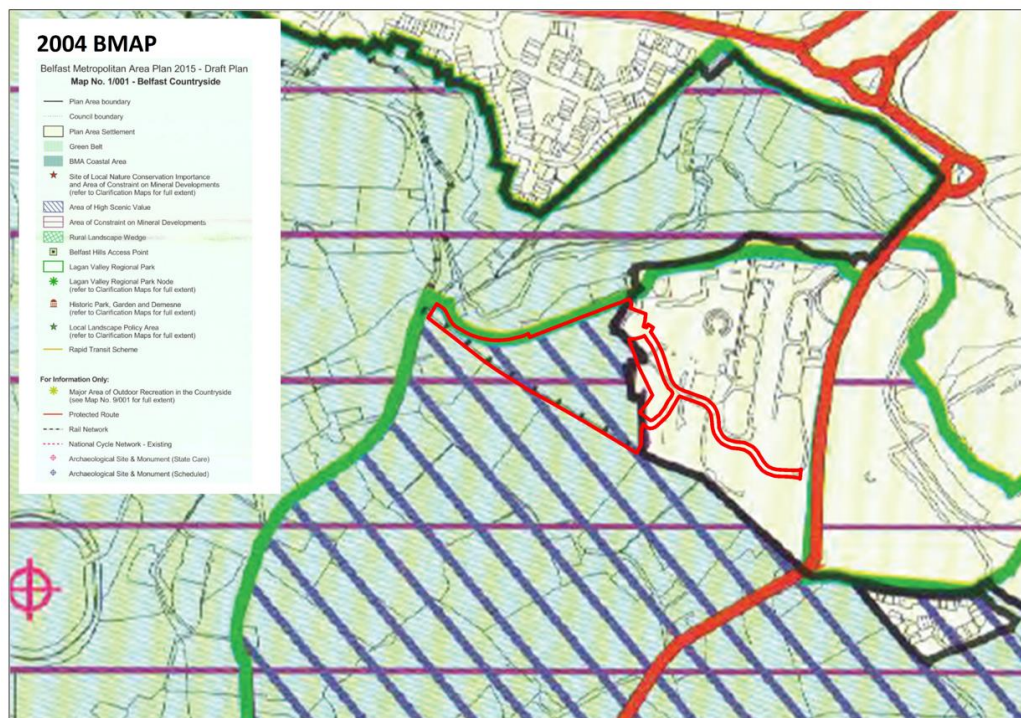 2004 BMAP
Belfast Metropolitan Area Plan 2015 - Draft Plan
Map No. 1/001 - Belfast Countryside
Plan Area boundary
Council boundary
Plan Area Settlement
Green Belt
BMA Coastal Area
Site of Local Nature Conservation Importance
and Area of Constraint on Mineral Developments
(refer to Clarification Maps for full extent)
Area of High Scenic Value
Area of Constraint on Mineral Developments
Rural Landscape Wedge
Belfast Hills Access Point
Lagan Valley Regional Park
Lagan Valley Regional Park Node
(refer to Clarification Maps for full extent)
Historic Park, Garden and Demesne
(refer to Clarification Maps for full extent)
Local Landscape Policy Area
(refer to Clarification Maps for full extent)
Rapid Transit Scheme
For Information Only:
Major Area of Outdoor Recreation in the Countryside
(see Map No. 9/001 for full extent)
Protected Route
Rail Network
National Cycle Network - Existing
Archaeological Site & Monument (State Care)
Archaeological Site & Monument (Scheduled)